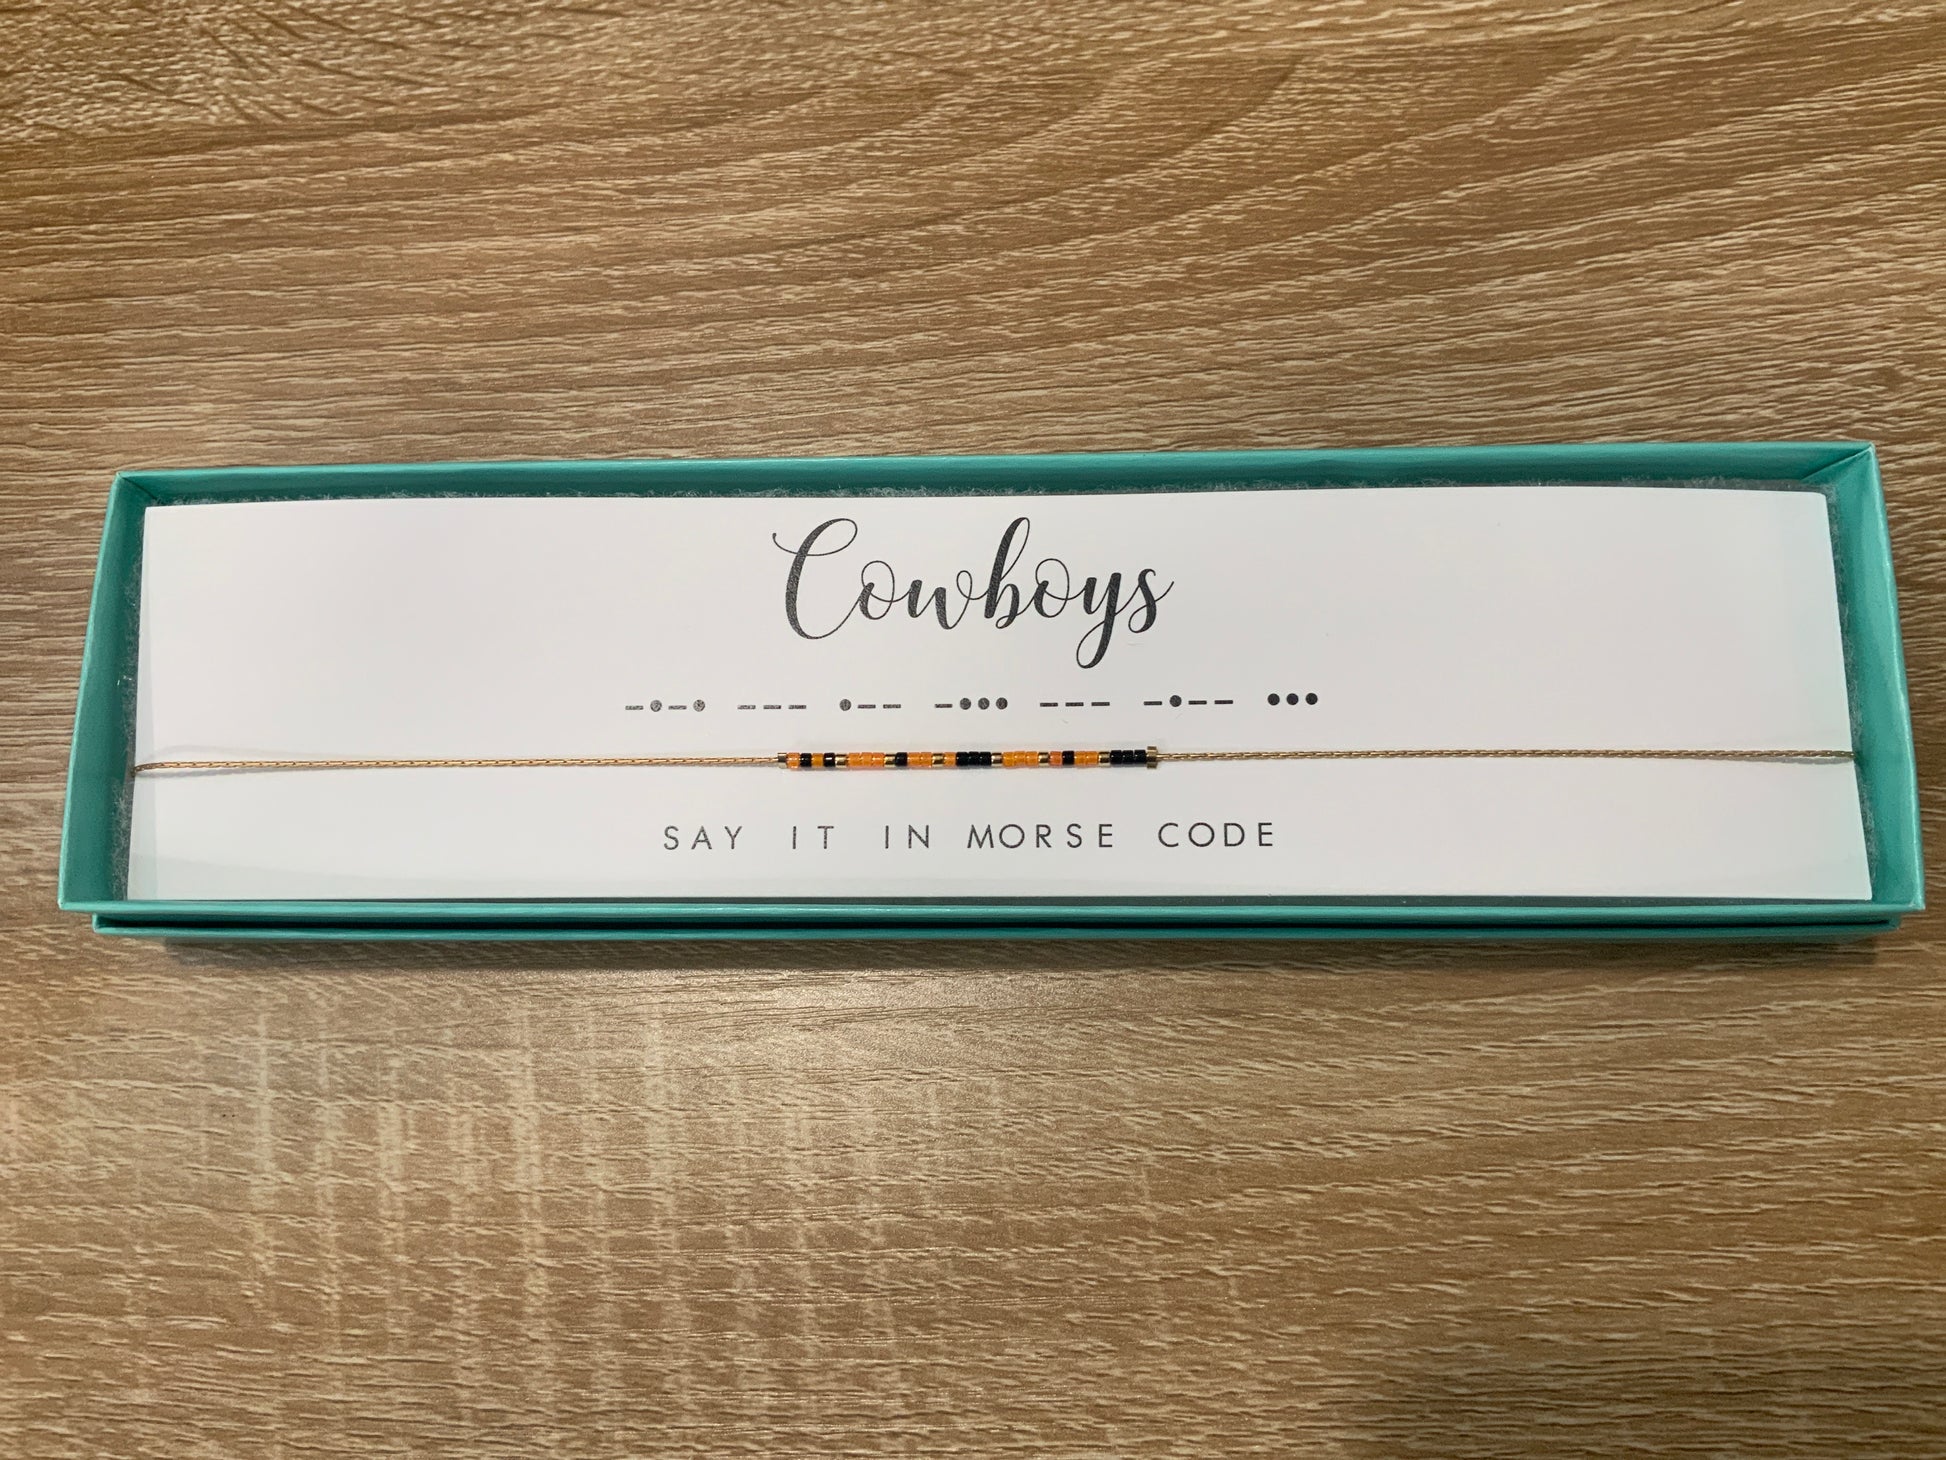 Cowboys
—•—• ——— •—— —••• ——— —•—— •••
SAY IT IN MORSE CODE